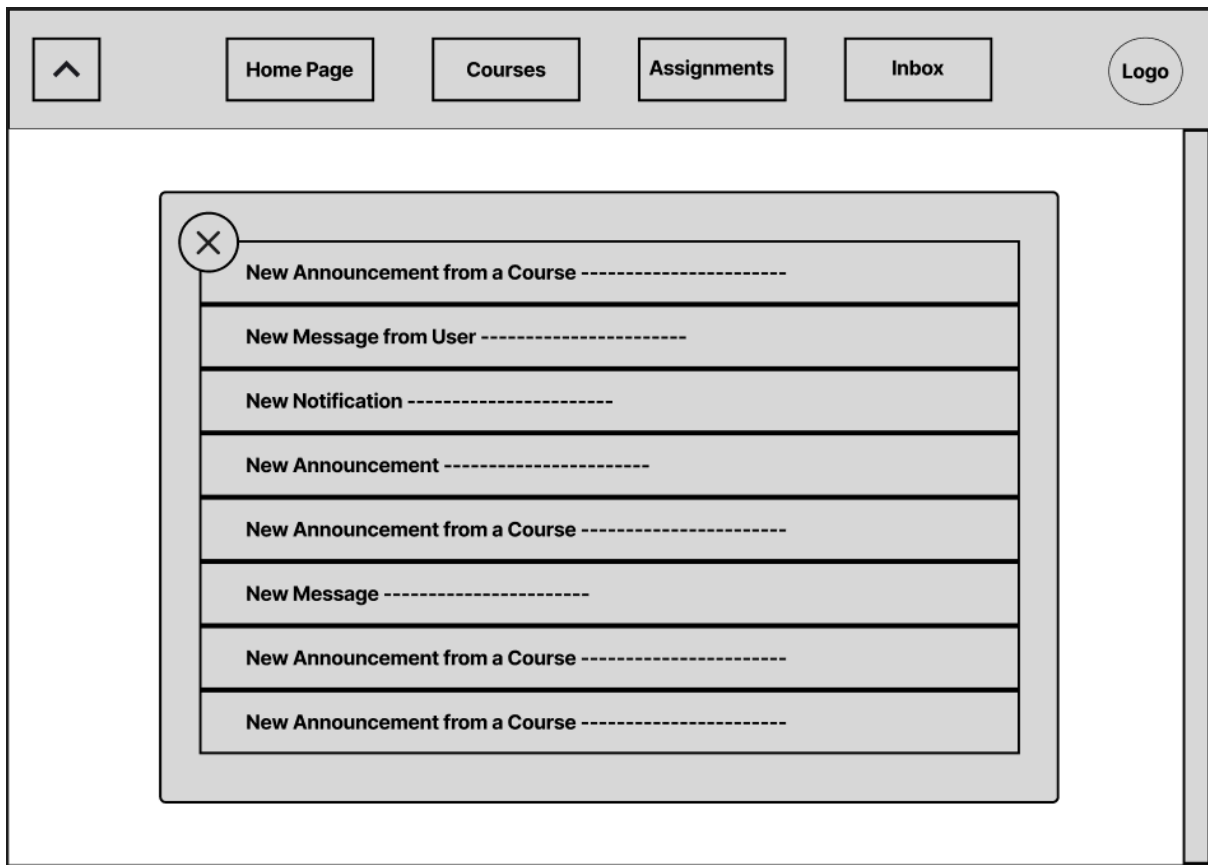 Home Page
Courses
Assignments
Inbox
Logo
New Announcement from a Course -----------------------
New Message from User -----------------------
New Notification -----------------------
New Announcement -----------------------
New Announcement from a Course -----------------------
New Message -----------------------
New Announcement from a Course -----------------------
New Announcement from a Course -----------------------